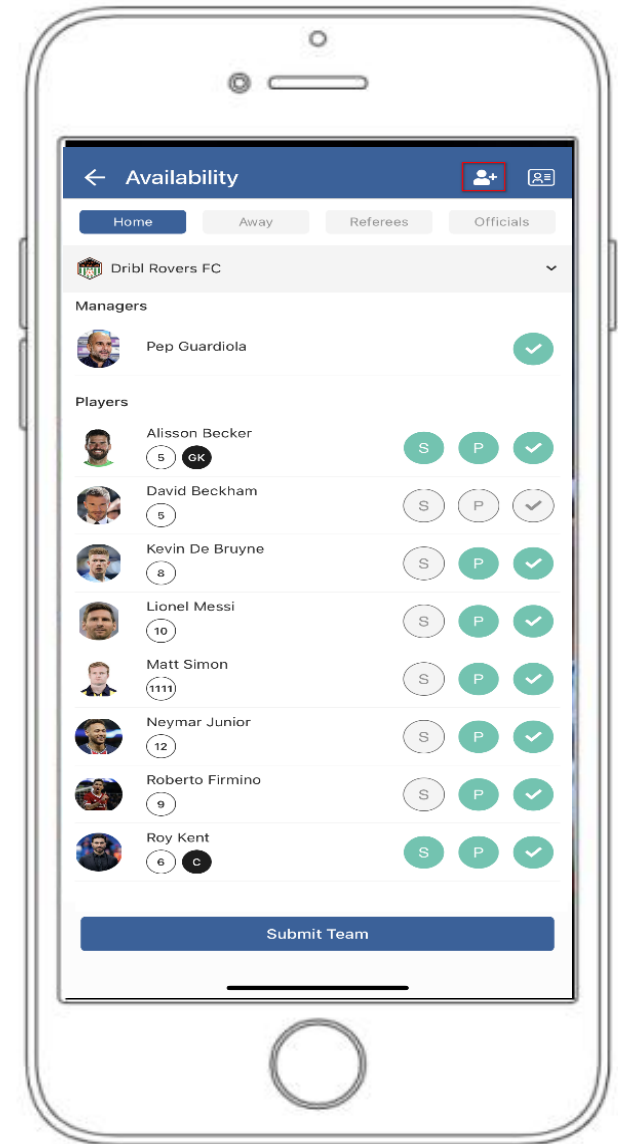 Availability
Home Away Referees Officials
Dribl Rovers FC
Managers
Pep Guardiola
Players
Alisson Becker
5 GK S P
David Beckham
5 S P
Kevin De Bruyne
8 S P
Lionel Messi
10 S P
Matt Simon
1111 S P
Neymar Junior
12 S P
Roberto Firmino
9 S P
Roy Kent
6 C S P
Submit Team